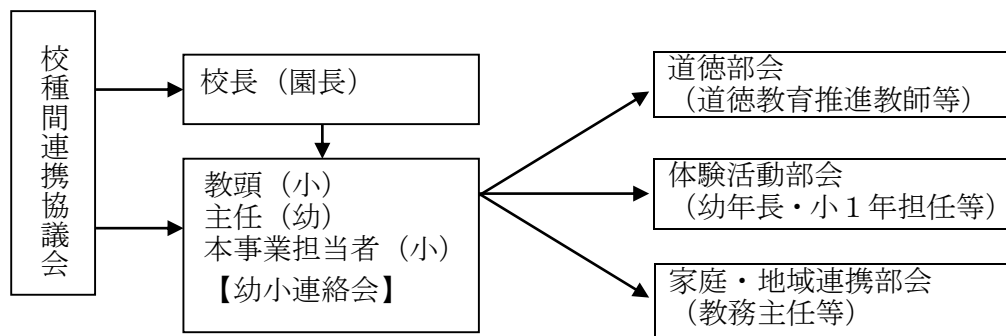 校種間連携協議会
校長（園長）
教頭（小）
主任（幼）
本事業担当者（小）
【幼小連絡会】
道徳部会
（道徳教育推進教師等）
体験活動部会
（幼年長・小１年担任等）
家庭・地域連携部会
（教務主任等）